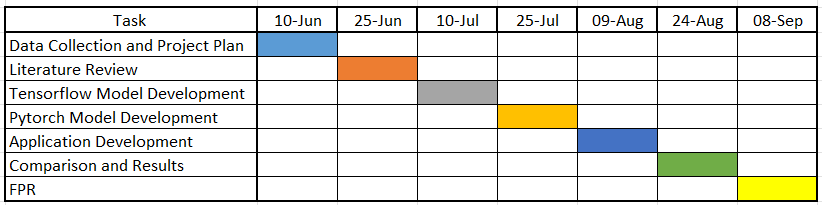 Task 10-Jun 25-Jun 10-Jul 25-Jul 09-Aug 24-Aug 08-Sep
Data Collection and Project Plan
Literature Review
Tensorflow Model Development
Pytorch Model Development
Application Development
Comparison and Results
FPR